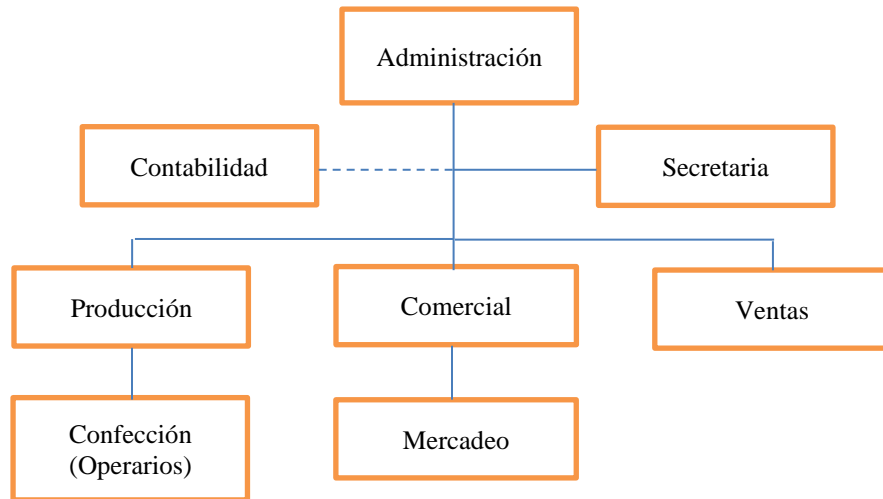 Administración
Contabilidad
Secretaria
Producción
Comercial
Ventas
Confección
(Operarios)
Mercadeo